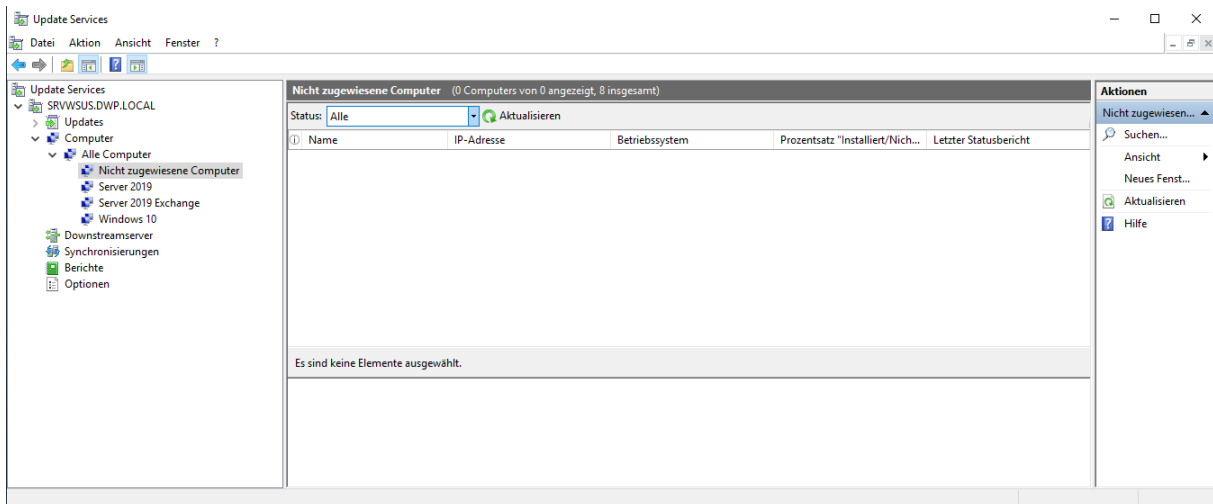 Update Services
Datei Aktion Ansicht Fenster ?
Update Services
SRVWSUS.DWP.LOCAL
Updates
Computer
Alle Computer
Nicht zugewiesene Computer
Server 2019
Server 2019 Exchange
Windows 10
Downstreamserver
Synchronisierungen
Berichte
Optionen
Nicht zugewiesene Computer (0 Computers von 0 angezeigt, 8 insgesamt)
Status: Alle Aktualisieren
Name IP-Adresse Betriebssystem Prozentsatz "Installiert/Nich... Letzter Statusbericht
Es sind keine Elemente ausgewählt.
Aktionen
Nicht zugewiesen...
Suchen...
Ansicht
Neues Fenst...
Aktualisieren
Hilfe